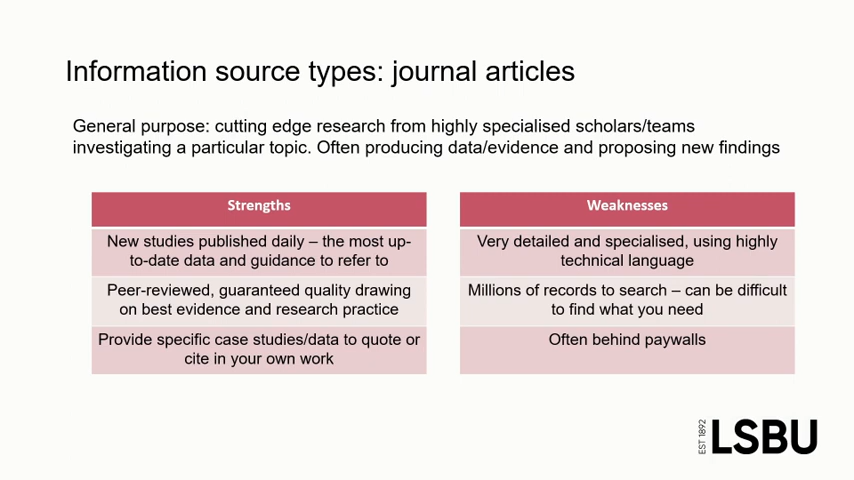 Information source types: journal articles
General purpose: cutting edge research from highly specialised scholars/teams
investigating a particular topic. Often producing data/evidence and proposing new findings
Strengths
New studies published daily – the most up-
to-date data and guidance to refer to
Peer-reviewed, guaranteed quality drawing
on best evidence and research practice
Provide specific case studies/data to quote or
cite in your own work
Weaknesses
Very detailed and specialised, using highly
technical language
Millions of records to search – can be difficult
to find what you need
Often behind paywalls
EST 1892
LSBU